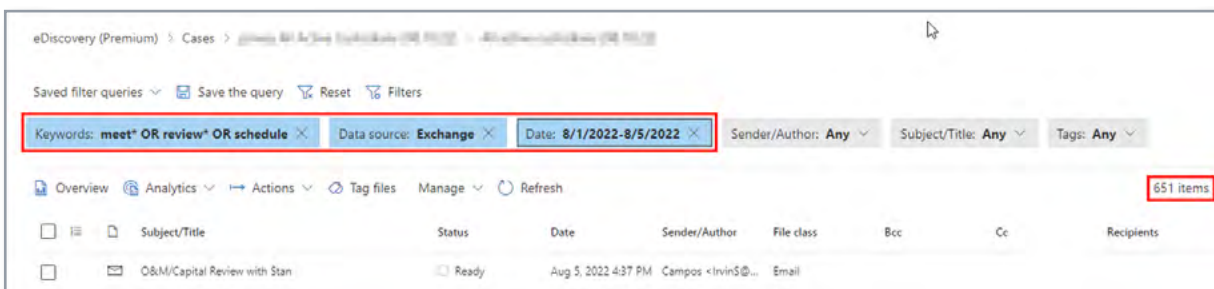 eDiscovery (Premium) > Cases >
Saved filter queries Save the query Reset Filters
Keywords: meet* OR review* OR schedule Data source: Exchange Date: 8/1/2022-8/5/2022 Sender/Author: Any Subject/Title: Any Tags: Any
Overview Analytics Actions Tag files Manage Refresh 651 items
Subject/Title Status Date Sender/Author File class Bcc Cc Recipients
O&M/Capital Review with Stan Ready Aug 5, 2022 4:37 PM Campos <IrvinS@... Email